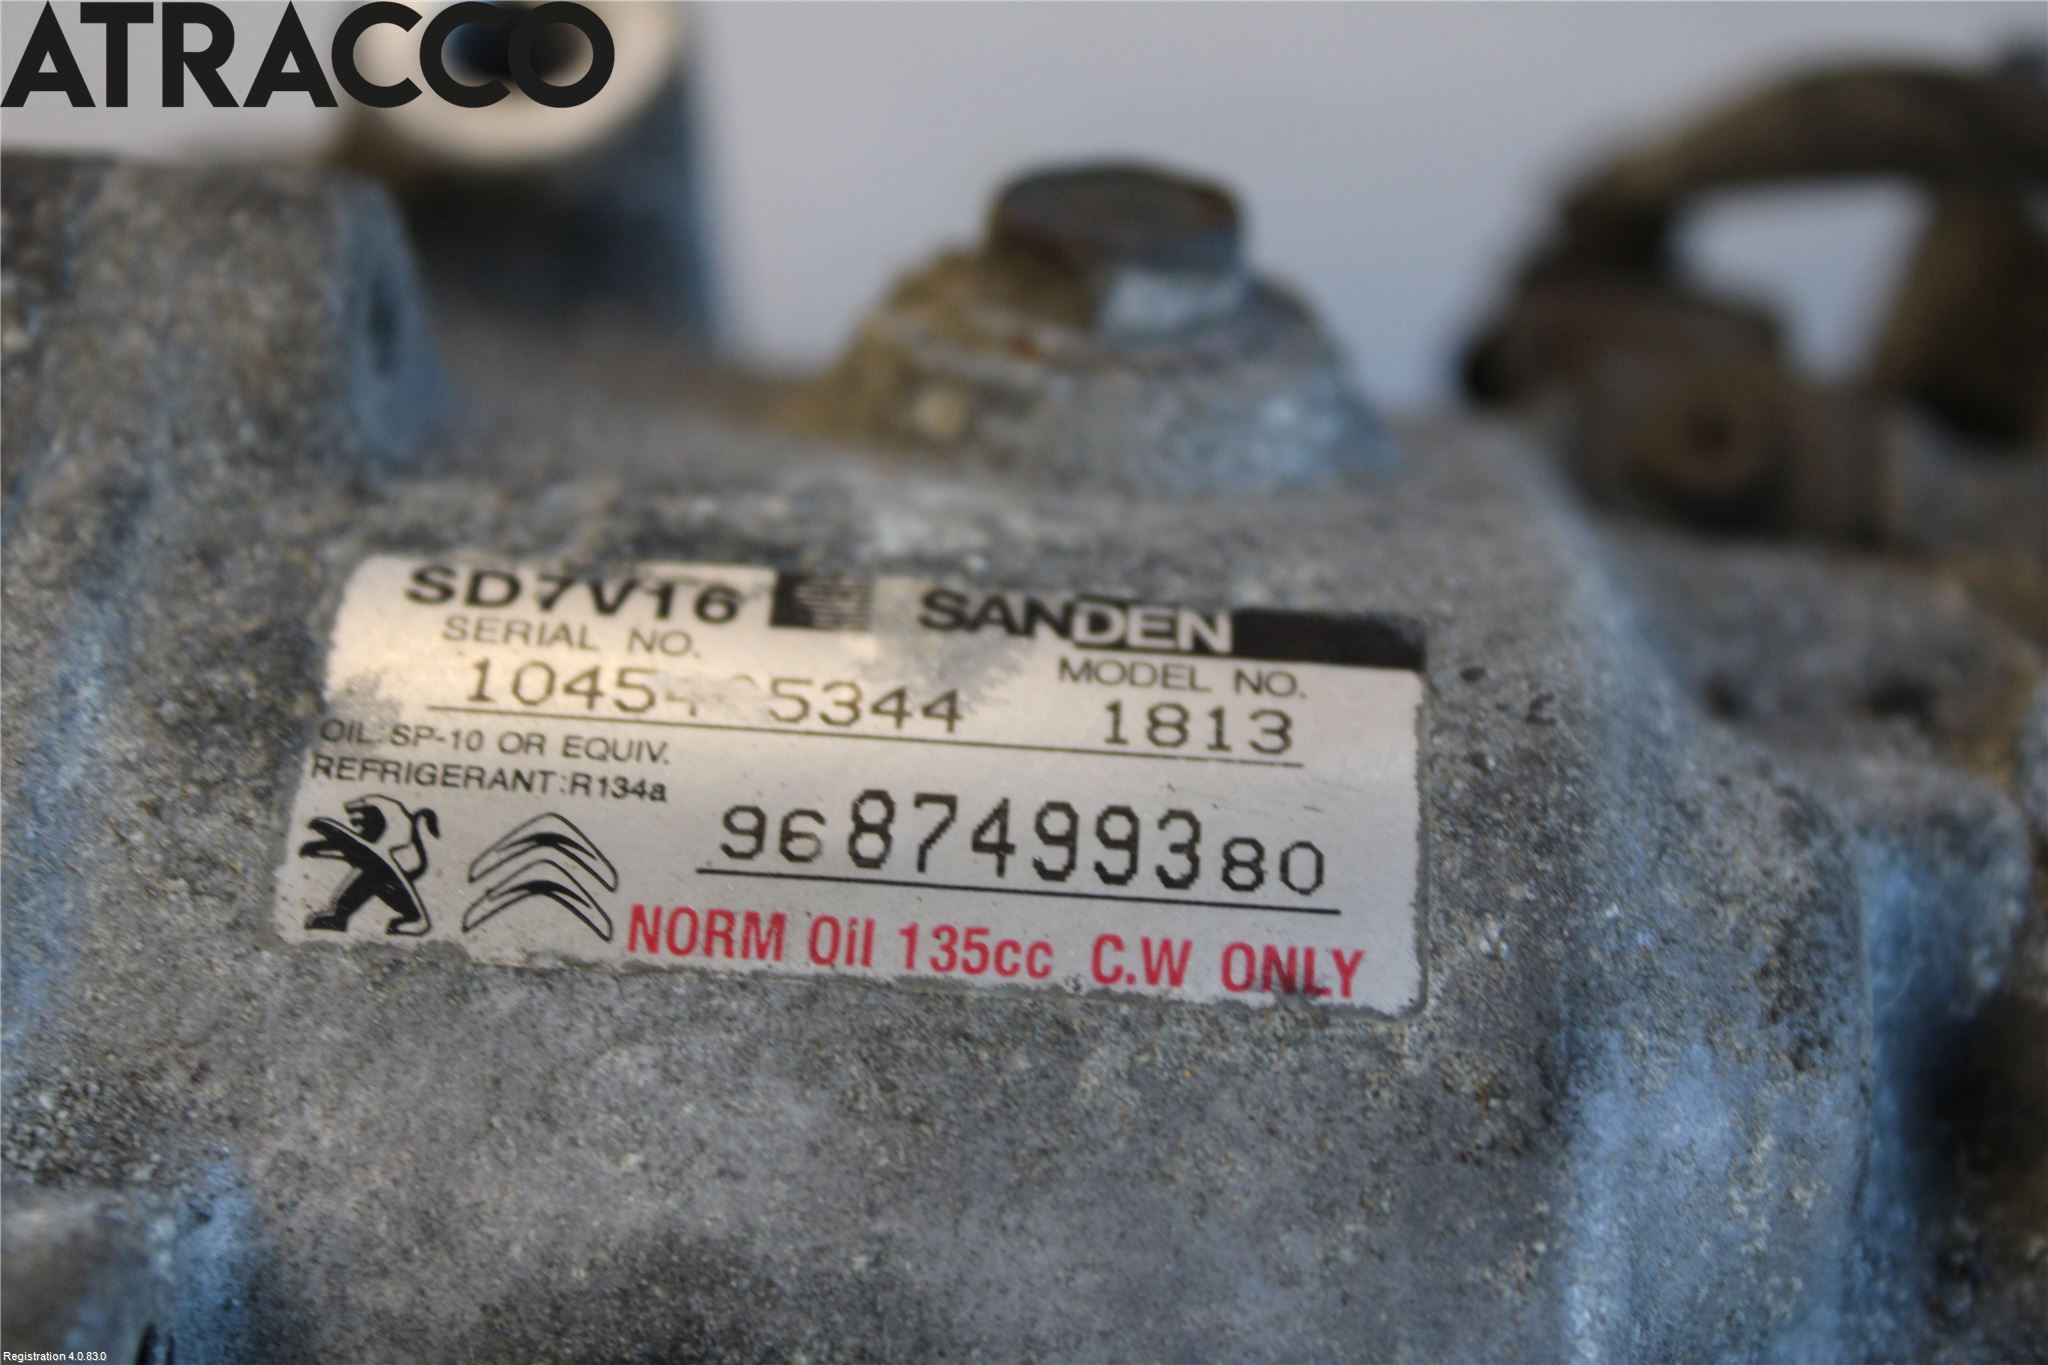 ATRACCO
SD7V16 SANDEN
SERIAL NO. MODEL NO.
1813
OIL:SP-10 OR EQUIV.
REFRIGERANT:R134a
9687499380
NORM Oil 135cc C.W ONLY
Registration 4.0.83.0